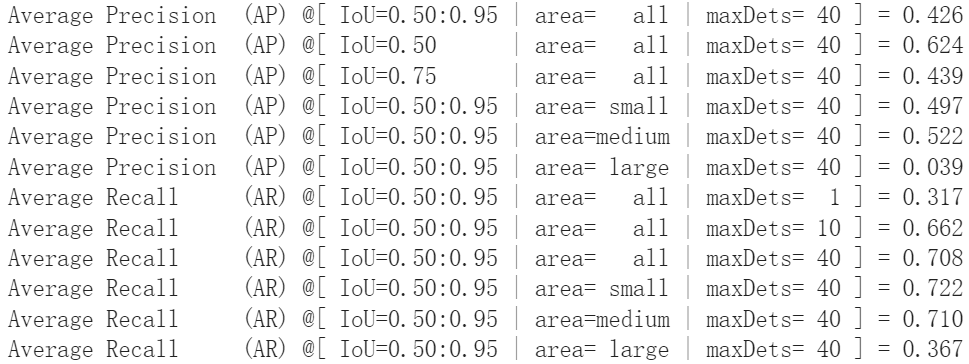 Average Precision  (AP) @[ IoU=0.50:0.95 | area=   all | maxDets= 40 ] = 0.426
Average Precision  (AP) @[ IoU=0.50      | area=   all | maxDets= 40 ] = 0.624
Average Precision  (AP) @[ IoU=0.75      | area=   all | maxDets= 40 ] = 0.439
Average Precision  (AP) @[ IoU=0.50:0.95 | area= small | maxDets= 40 ] = 0.497
Average Precision  (AP) @[ IoU=0.50:0.95 | area=medium | maxDets= 40 ] = 0.522
Average Precision  (AP) @[ IoU=0.50:0.95 | area= large | maxDets= 40 ] = 0.039
Average Recall     (AR) @[ IoU=0.50:0.95 | area=   all | maxDets=  1 ] = 0.317
Average Recall     (AR) @[ IoU=0.50:0.95 | area=   all | maxDets= 10 ] = 0.662
Average Recall     (AR) @[ IoU=0.50:0.95 | area=   all | maxDets= 40 ] = 0.708
Average Recall     (AR) @[ IoU=0.50:0.95 | area= small | maxDets= 40 ] = 0.722
Average Recall     (AR) @[ IoU=0.50:0.95 | area=medium | maxDets= 40 ] = 0.710
Average Recall     (AR) @[ IoU=0.50:0.95 | area= large | maxDets= 40 ] = 0.367